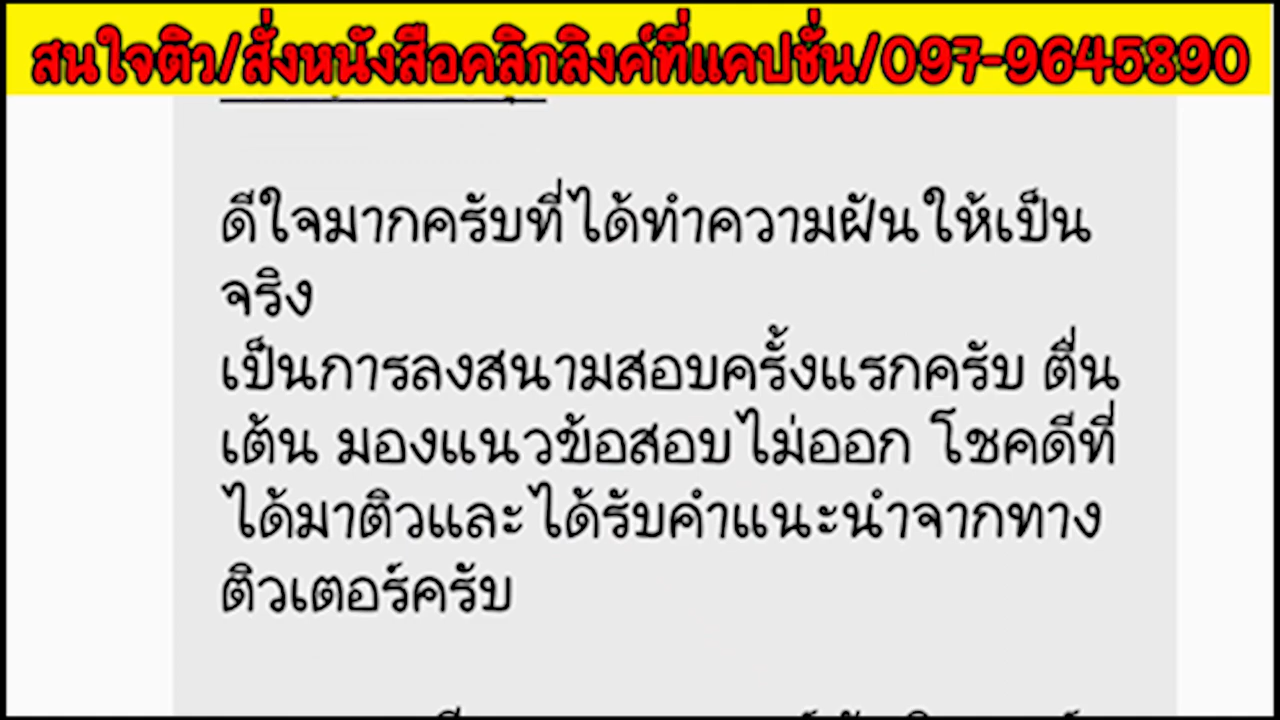 สนใจติว/สั่งหนังสือคลิกลิงค์ที่แคปชั่น/097-9645890
ดีใจมากครับที่ได้ทำความฝันให้เป็น
จริง
เป็นการลงสนามสอบครั้งแรกครับ ตื่น
เต้น มองแนวข้อสอบไม่ออก โชคดีที่
ได้มาติวและได้รับคำแนะนำจากทาง
ติวเตอร์ครับ